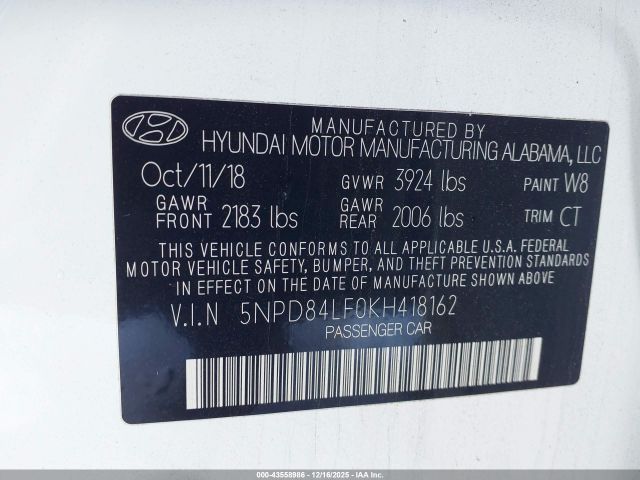 MANUFACTURED BY
HYUNDAI MOTOR MANUFACTURING ALABAMA, LLC
Oct/11/18 GVWR 3924 lbs PAINT W8
GAWR FRONT 2183 lbs GAWR REAR 2006 lbs TRIM CT
THIS VEHICLE CONFORMS TO ALL APPLICABLE U.S.A. FEDERAL
MOTOR VEHICLE SAFETY, BUMPER, AND THEFT PREVENTION STANDARDS
IN EFFECT ON THE DATE OF MANUFACTURE SHOWN ABOVE
V.I.N 5NPD84LF0KH418162
PASSENGER CAR
000-43558986 - 12/16/2025 - IAA Inc.